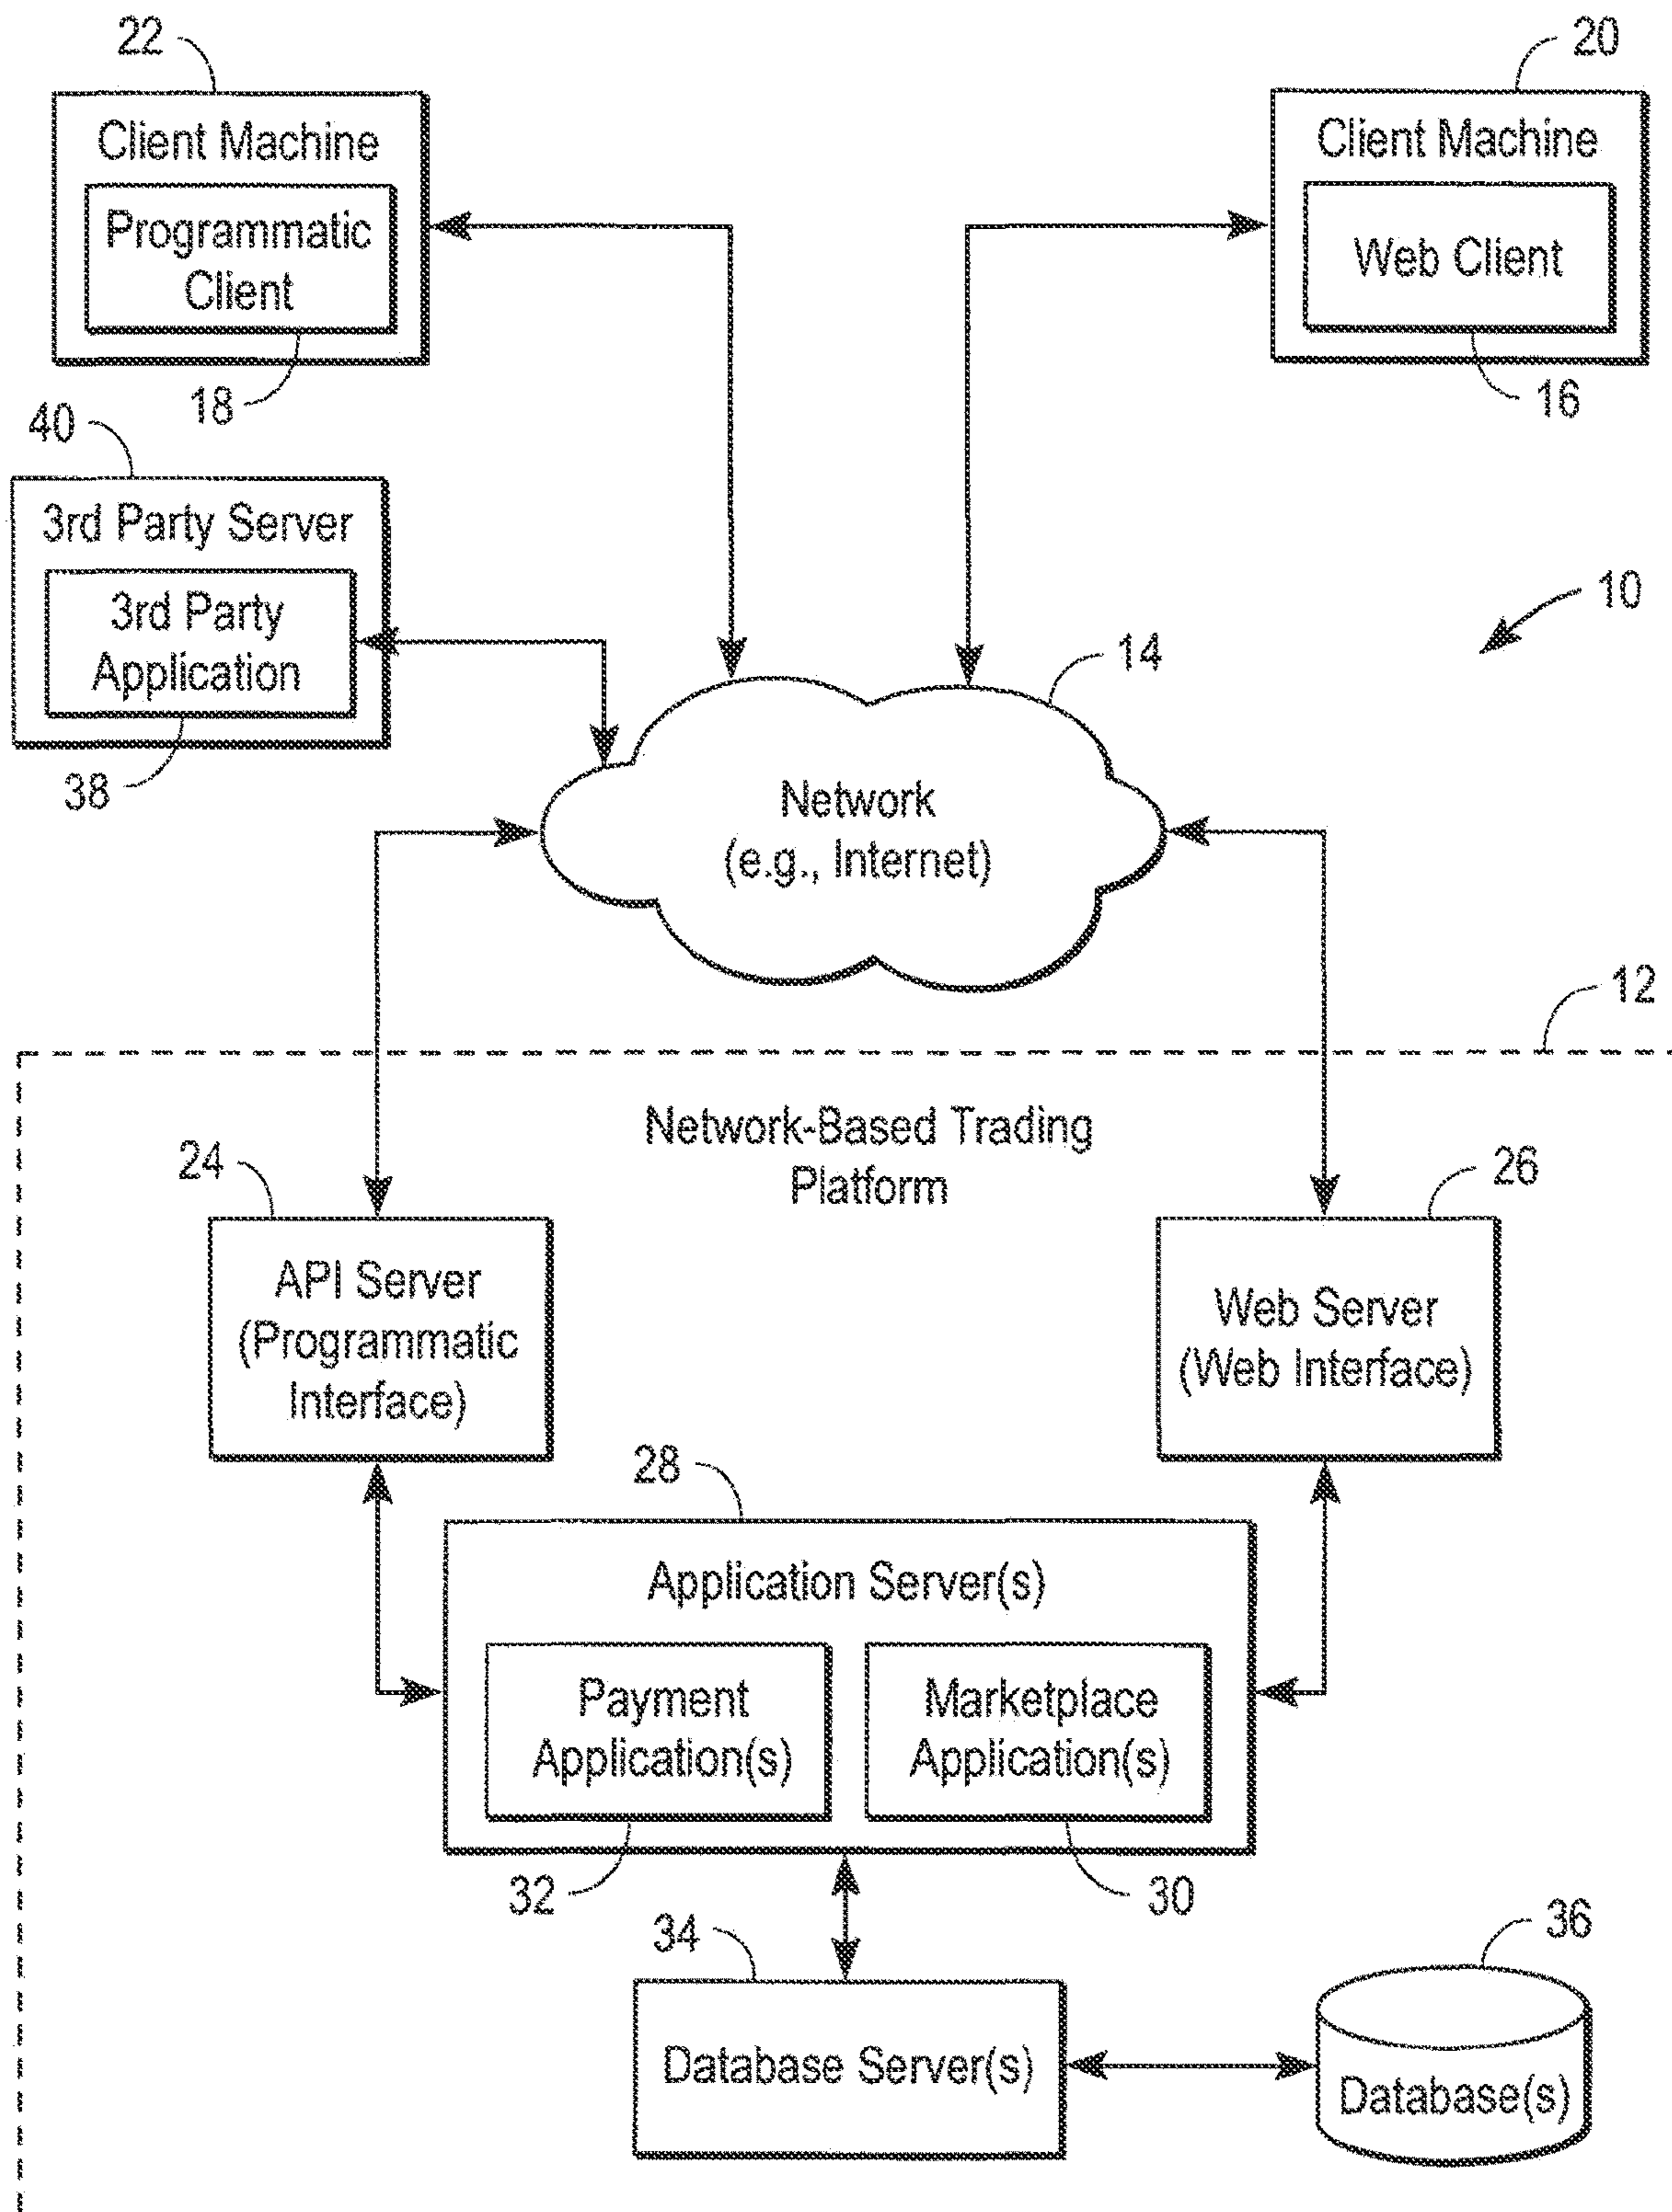 22
20
Client Machine
Programmatic
Client
18
Client Machine
Web Client
16
40
3rd Party Server
3rd Party
Application
38
10
14
Network
(e.g., Internet)
12
Network-Based Trading
Platform
24
API Server
(Programmatic
Interface)
26
Web Server
(Web Interface)
28
Application Server(s)
Payment
Application(s)
Marketplace
Application(s)
32
30
34
Database Server(s)
36
Database(s)